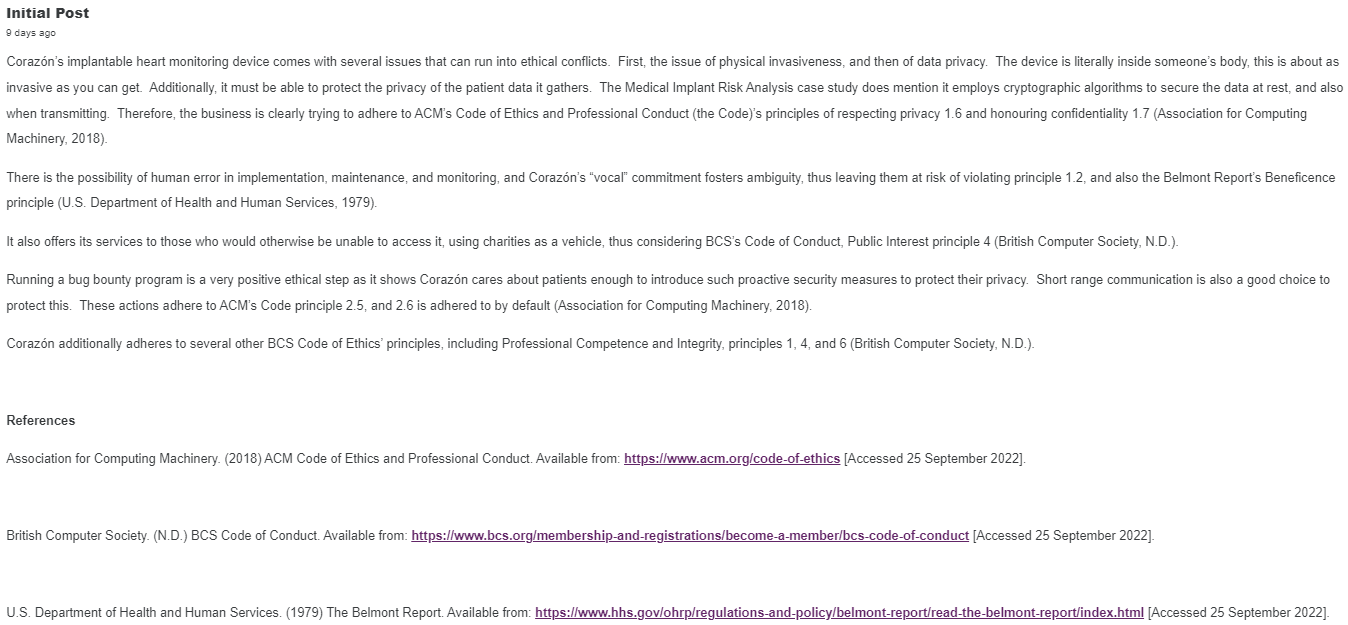 Initial Post
9 days ago
Corazón’s implantable heart monitoring device comes with several issues that can run into ethical conflicts.  First, the issue of physical invasiveness, and then of data privacy.  The device is literally inside someone’s body, this is about as
invasive as you can get.  Additionally, it must be able to protect the privacy of the patient data it gathers.  The Medical Implant Risk Analysis case study does mention it employs cryptographic algorithms to secure the data at rest, and also
when transmitting.  Therefore, the business is clearly trying to adhere to ACM’s Code of Ethics and Professional Conduct (the Code)’s principles of respecting privacy 1.6 and honouring confidentiality 1.7 (Association for Computing
Machinery, 2018).
There is the possibility of human error in implementation, maintenance, and monitoring, and Corazón’s “vocal” commitment fosters ambiguity, thus leaving them at risk of violating principle 1.2, and also the Belmont Report’s Beneficence
principle (U.S. Department of Health and Human Services, 1979).
It also offers its services to those who would otherwise be unable to access it, using charities as a vehicle, thus considering BCS’s Code of Conduct, Public Interest principle 4 (British Computer Society, N.D.).
Running a bug bounty program is a very positive ethical step as it shows Corazón cares about patients enough to introduce such proactive security measures to protect their privacy.  Short range communication is also a good choice to
protect this.  These actions adhere to ACM’s Code principle 2.5, and 2.6 is adhered to by default (Association for Computing Machinery, 2018).
Corazón additionally adheres to several other BCS Code of Ethics’ principles, including Professional Competence and Integrity, principles 1, 4, and 6 (British Computer Society, N.D.).
References
Association for Computing Machinery. (2018) ACM Code of Ethics and Professional Conduct. Available from: https://www.acm.org/code-of-ethics [Accessed 25 September 2022].
British Computer Society. (N.D.) BCS Code of Conduct. Available from: https://www.bcs.org/membership-and-registrations/become-a-member/bcs-code-of-conduct [Accessed 25 September 2022].
U.S. Department of Health and Human Services. (1979) The Belmont Report. Available from: https://www.hhs.gov/ohrp/regulations-and-policy/belmont-report/read-the-belmont-report/index.html [Accessed 25 September 2022].